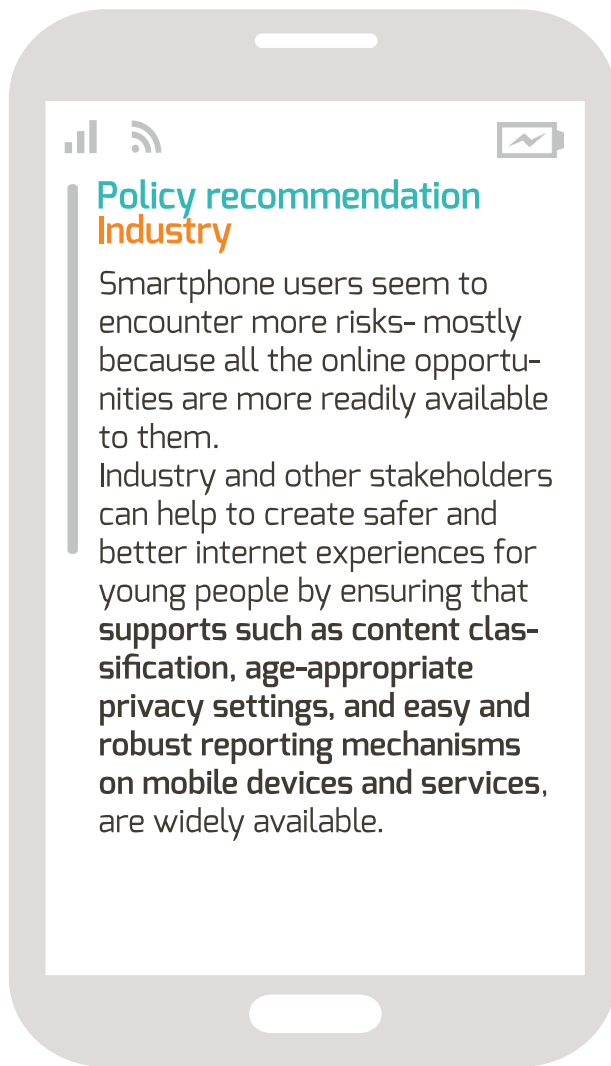 Policy recommendation
Industry
Smartphone users seem to
encounter more risks- mostly
because all the online opportu-
nities are more readily available
to them.
Industry and other stakeholders
can help to create safer and
better internet experiences for
young people by ensuring that
supports such as content clas-
sification, age-appropriate
privacy settings, and easy and
robust reporting mechanisms
on mobile devices and services,
are widely available.